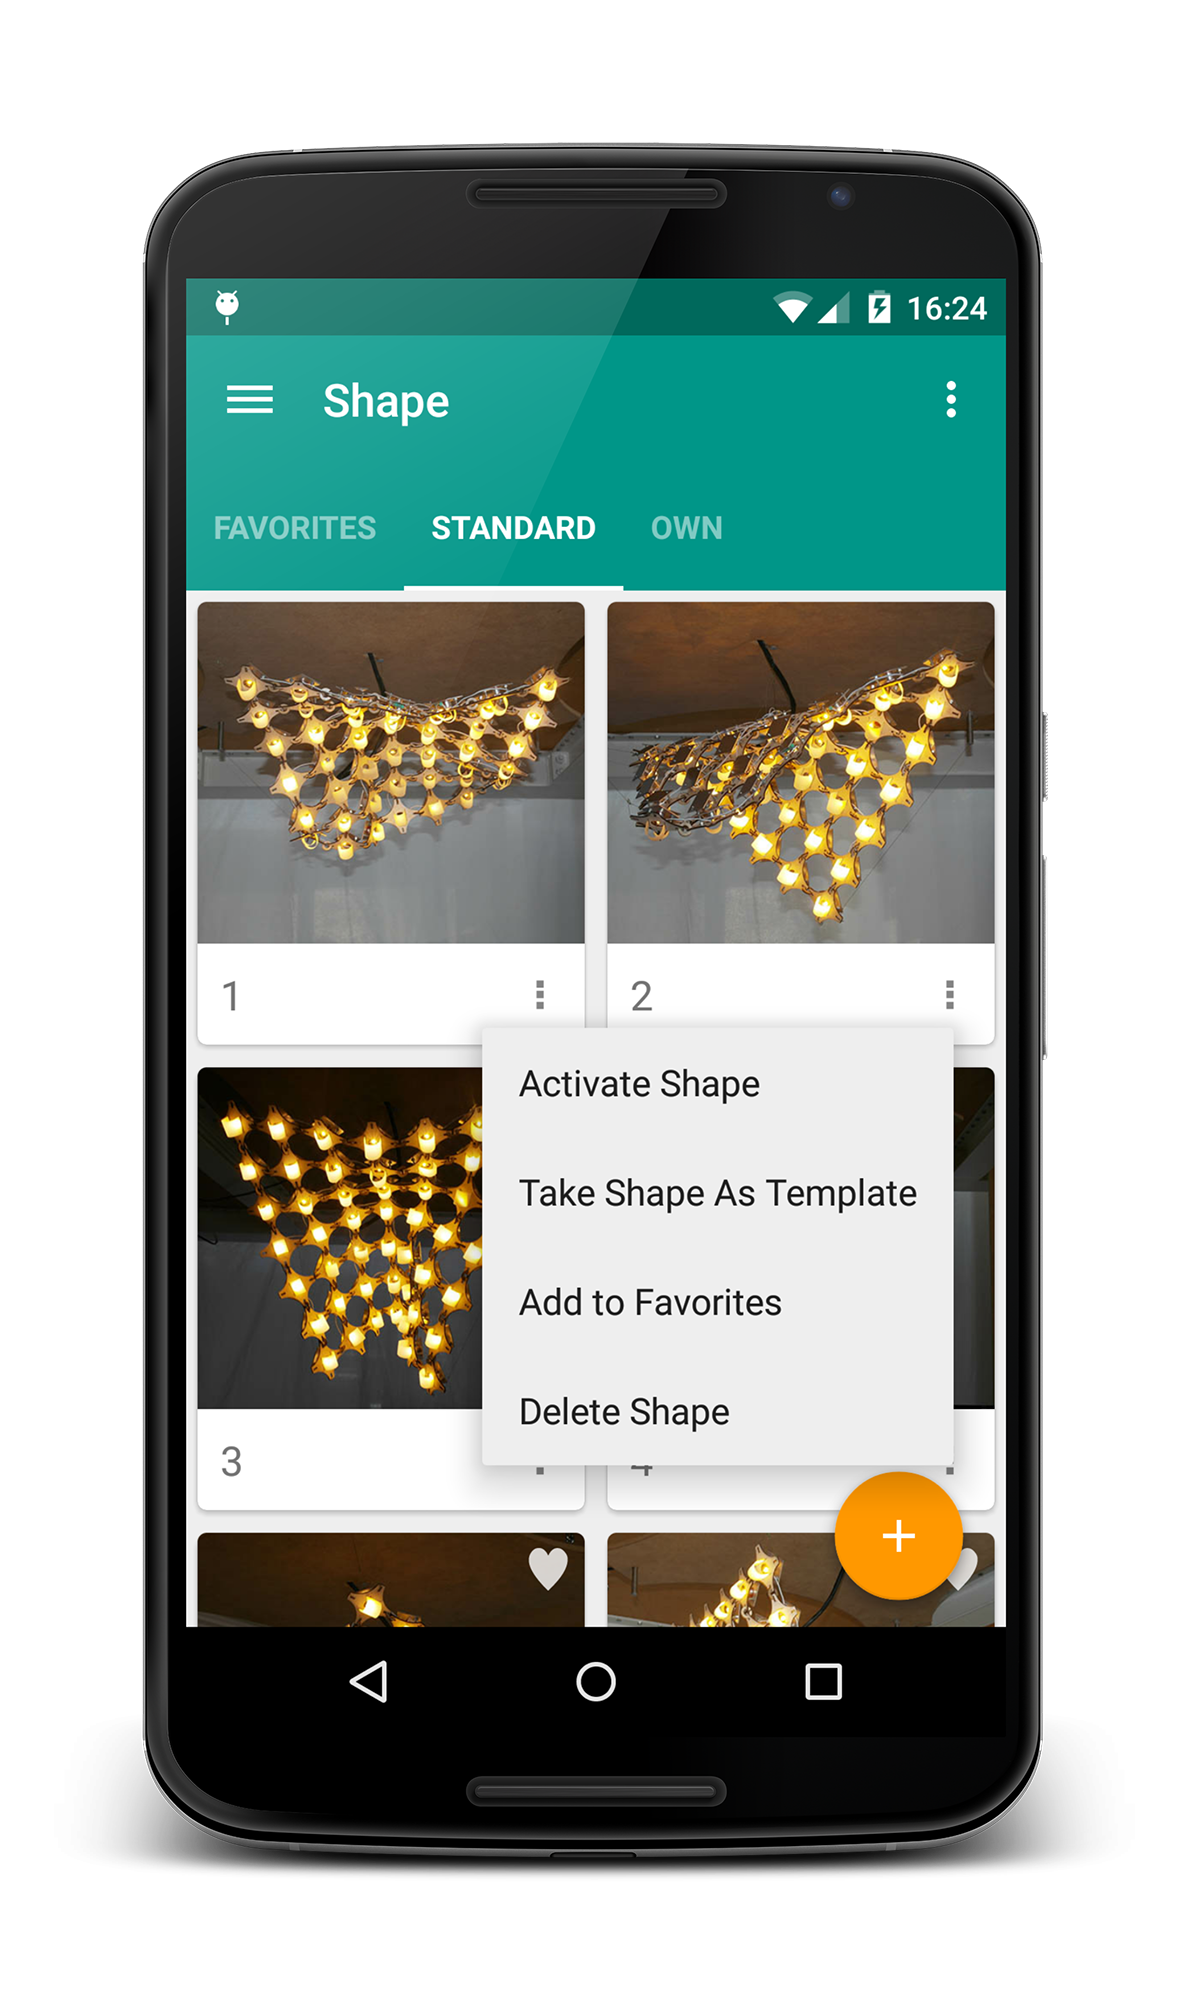 16:24
Shape
FAVORITES STANDARD OWN
1
2
Activate Shape
Take Shape As Template
Add to Favorites
Delete Shape
3
4